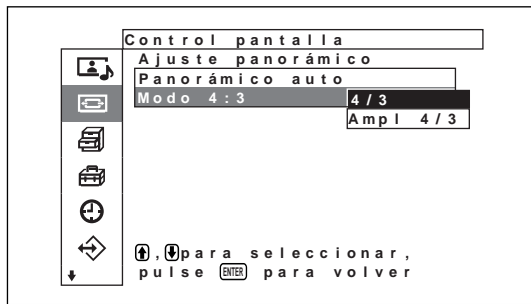 Control pantalla
Ajuste panorámico
Panorámico auto
Modo 4:3
4/3
Ampl 4/3
, para seleccionar,
pulse ENTER para volver